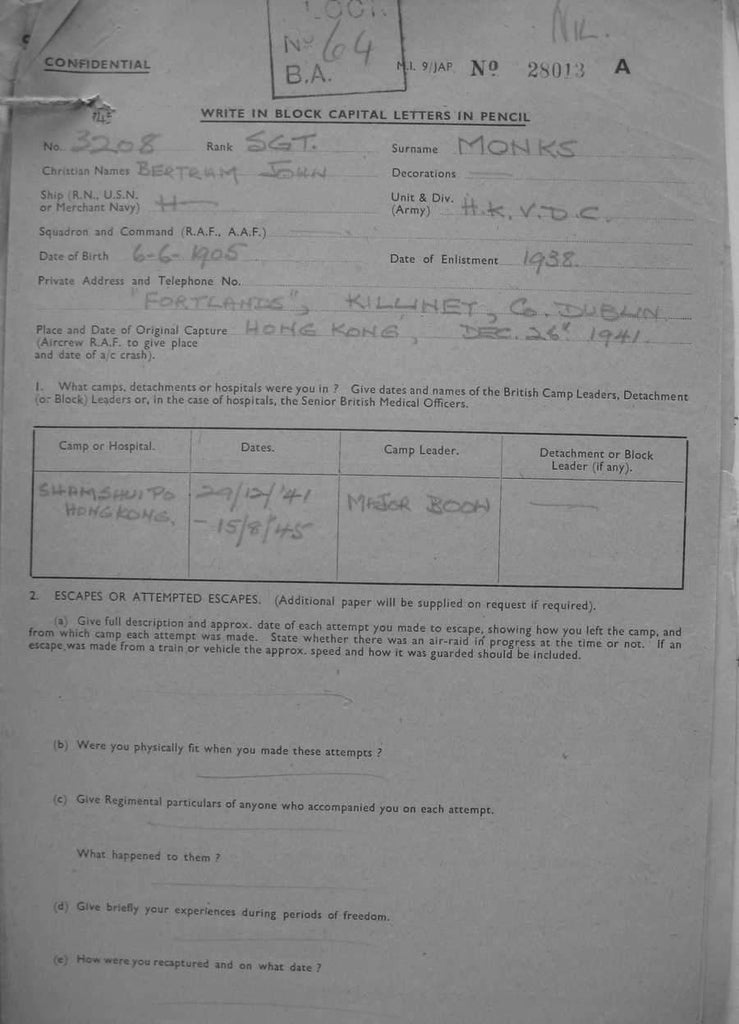 NIL.
No 64
B.A.
CONFIDENTIAL
M.I. 9/JAP No 28013 A
WRITE IN BLOCK CAPITAL LETTERS IN PENCIL
No. 3208 Rank SGT. Surname MONKS
Christian Names BERTRAM JOHN Decorations
Ship (R.N., U.S.N. or Merchant Navy)
Unit & Div. (Army) H.K.V.D.C.
Squadron and Command (R.A.F., A.A.F.)
Date of Birth 6-6-1905 Date of Enlistment 1938.
Private Address and Telephone No.
"FORTLANDS", KILLINEY, Co. DUBLIN
Place and Date of Original Capture HONG KONG, DEC. 26th 1941.
(Aircrew R.A.F. to give place
and date of a/c crash).
1. What camps, detachments or hospitals were you in ? Give dates and names of the British Camp Leaders, Detachment
(or Block) Leaders or, in the case of hospitals, the Senior British Medical Officers.
Camp or Hospital. Dates. Camp Leader. Detachment or Block
Leader (if any).
SHAMSHUIPO 29/12/'41 MAJOR BOON
HONGKONG, - 15/8/'45
2. ESCAPES OR ATTEMPTED ESCAPES. (Additional paper will be supplied on request if required).
(a) Give full description and approx. date of each attempt you made to escape, showing how you left the camp, and
from which camp each attempt was made. State whether there was an air-raid in progress at the time or not. If an
escape was made from a train or vehicle the approx. speed and how it was guarded should be included.
(b) Were you physically fit when you made these attempts ?
(c) Give Regimental particulars of anyone who accompanied you on each attempt.
What happened to them ?
(d) Give briefly your experiences during periods of freedom.
(e) How were you recaptured and on what date ?